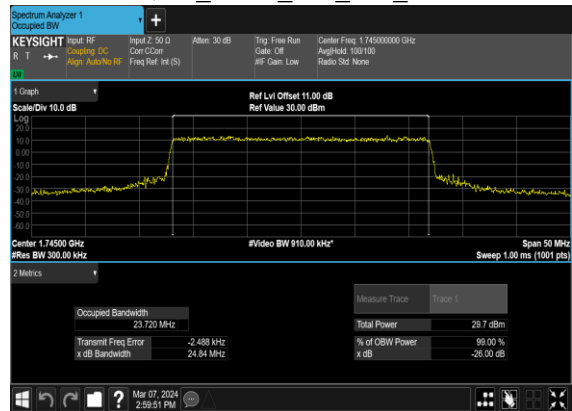 Spectrum Analyzer 1
Occupied BW
+
KEYSIGHT Input: RF Input Z: 50 Ω Atten: 30 dB Trig: Free Run Center Freq: 1.745000000 GHz
R T Coupling: DC Corr CCorr Gate: Off Avg|Hold: 100/100
Align: Auto/No RF Freq Ref: Int (S) #IF Gain: Low Radio Std: None
1 Graph
Ref Lvl Offset 11.00 dB
Scale/Div 10.0 dB Ref Value 30.00 dBm
Log
20.0
10.0
0.00
-10.0
-20.0
-30.0
-40.0
-50.0
-60.0
Center 1.74500 GHz #Video BW 910.00 kHz* Span 50 MHz
#Res BW 300.00 kHz Sweep 1.00 ms (1001 pts)
2 Metrics
Measure Trace Trace 1
Occupied Bandwidth
23.720 MHz Total Power 29.7 dBm
Transmit Freq Error -2.488 kHz % of OBW Power 99.00 %
x dB Bandwidth 24.84 MHz x dB -26.00 dB
? Mar 07, 2024
2:59:51 PM